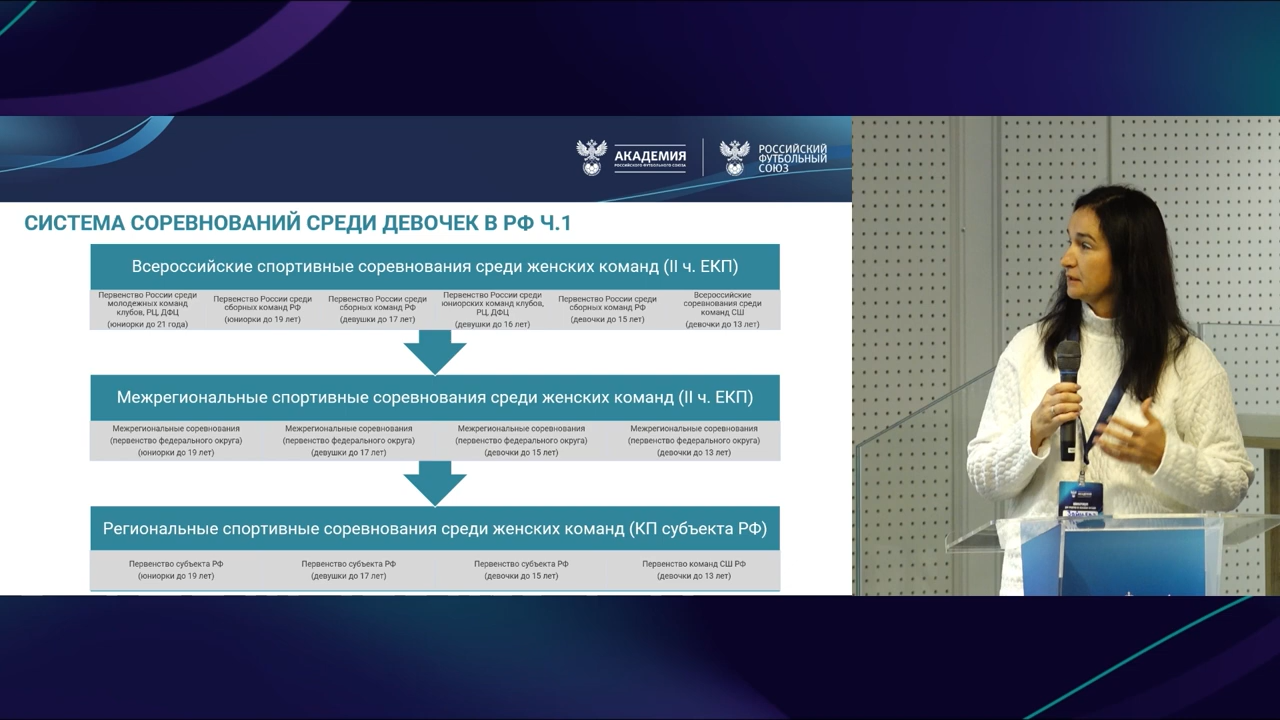 АКАДЕМИЯ
РОССИЙСКОГО ФУТБОЛЬНОГО СОЮЗА
РОССИЙСКИЙ
ФУТБОЛЬНЫЙ
СОЮЗ
СИСТЕМА СОРЕВНОВАНИЙ СРЕДИ ДЕВОЧЕК В РФ Ч.1
Всероссийские спортивные соревнования среди женских команд (II ч. ЕКП)
Первенство России среди
молодежных команд
клубов, РЦ, ДФЦ
(юниорки до 21 года)
Первенство России среди
сборных команд РФ
(юниорки до 19 лет)
Первенство России среди
сборных команд РФ
(девушки до 17 лет)
Первенство России среди
юниорских команд клубов,
РЦ, ДФЦ
(девушки до 16 лет)
Первенство России среди
сборных команд РФ
(девочки до 15 лет)
Всероссийские
соревнования среди
команд СШ
(девочки до 13 лет)
Межрегиональные спортивные соревнования среди женских команд (II ч. ЕКП)
Межрегиональные соревнования
(первенство федерального округа)
(юниорки до 19 лет)
Межрегиональные соревнования
(первенство федерального округа)
(девушки до 17 лет)
Межрегиональные соревнования
(первенство федерального округа)
(девочки до 15 лет)
Межрегиональные соревнования
(первенство федерального округа)
(девочки до 13 лет)
Региональные спортивные соревнования среди женских команд (КП субъекта РФ)
Первенство субъекта РФ
(юниорки до 19 лет)
Первенство субъекта РФ
(девушки до 17 лет)
Первенство субъекта РФ
(девочки до 15 лет)
Первенство команд СШ РФ
(девочки до 13 лет)